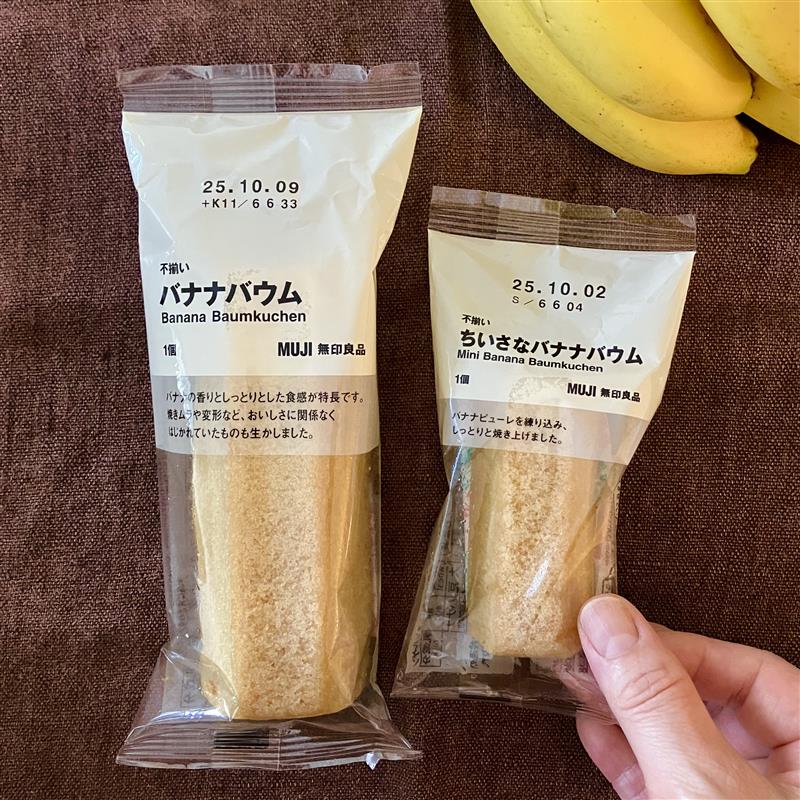 25.10.09
+K11/6633
不揃い
バナナバウム
Banana Baumkuchen
1個
MUJI 無印良品
バナナの香りとしっとりとした食感が特長です。
焼きムラや変形など、おいしさに関係なく
はじかれていたものも生かしました。
25.10.02
S/6604
不揃い
ちいさなバナナバウム
Mini Banana Baumkuchen
1個
MUJI 無印良品
バナナピューレを練り込み、
しっとりと焼き上げました。